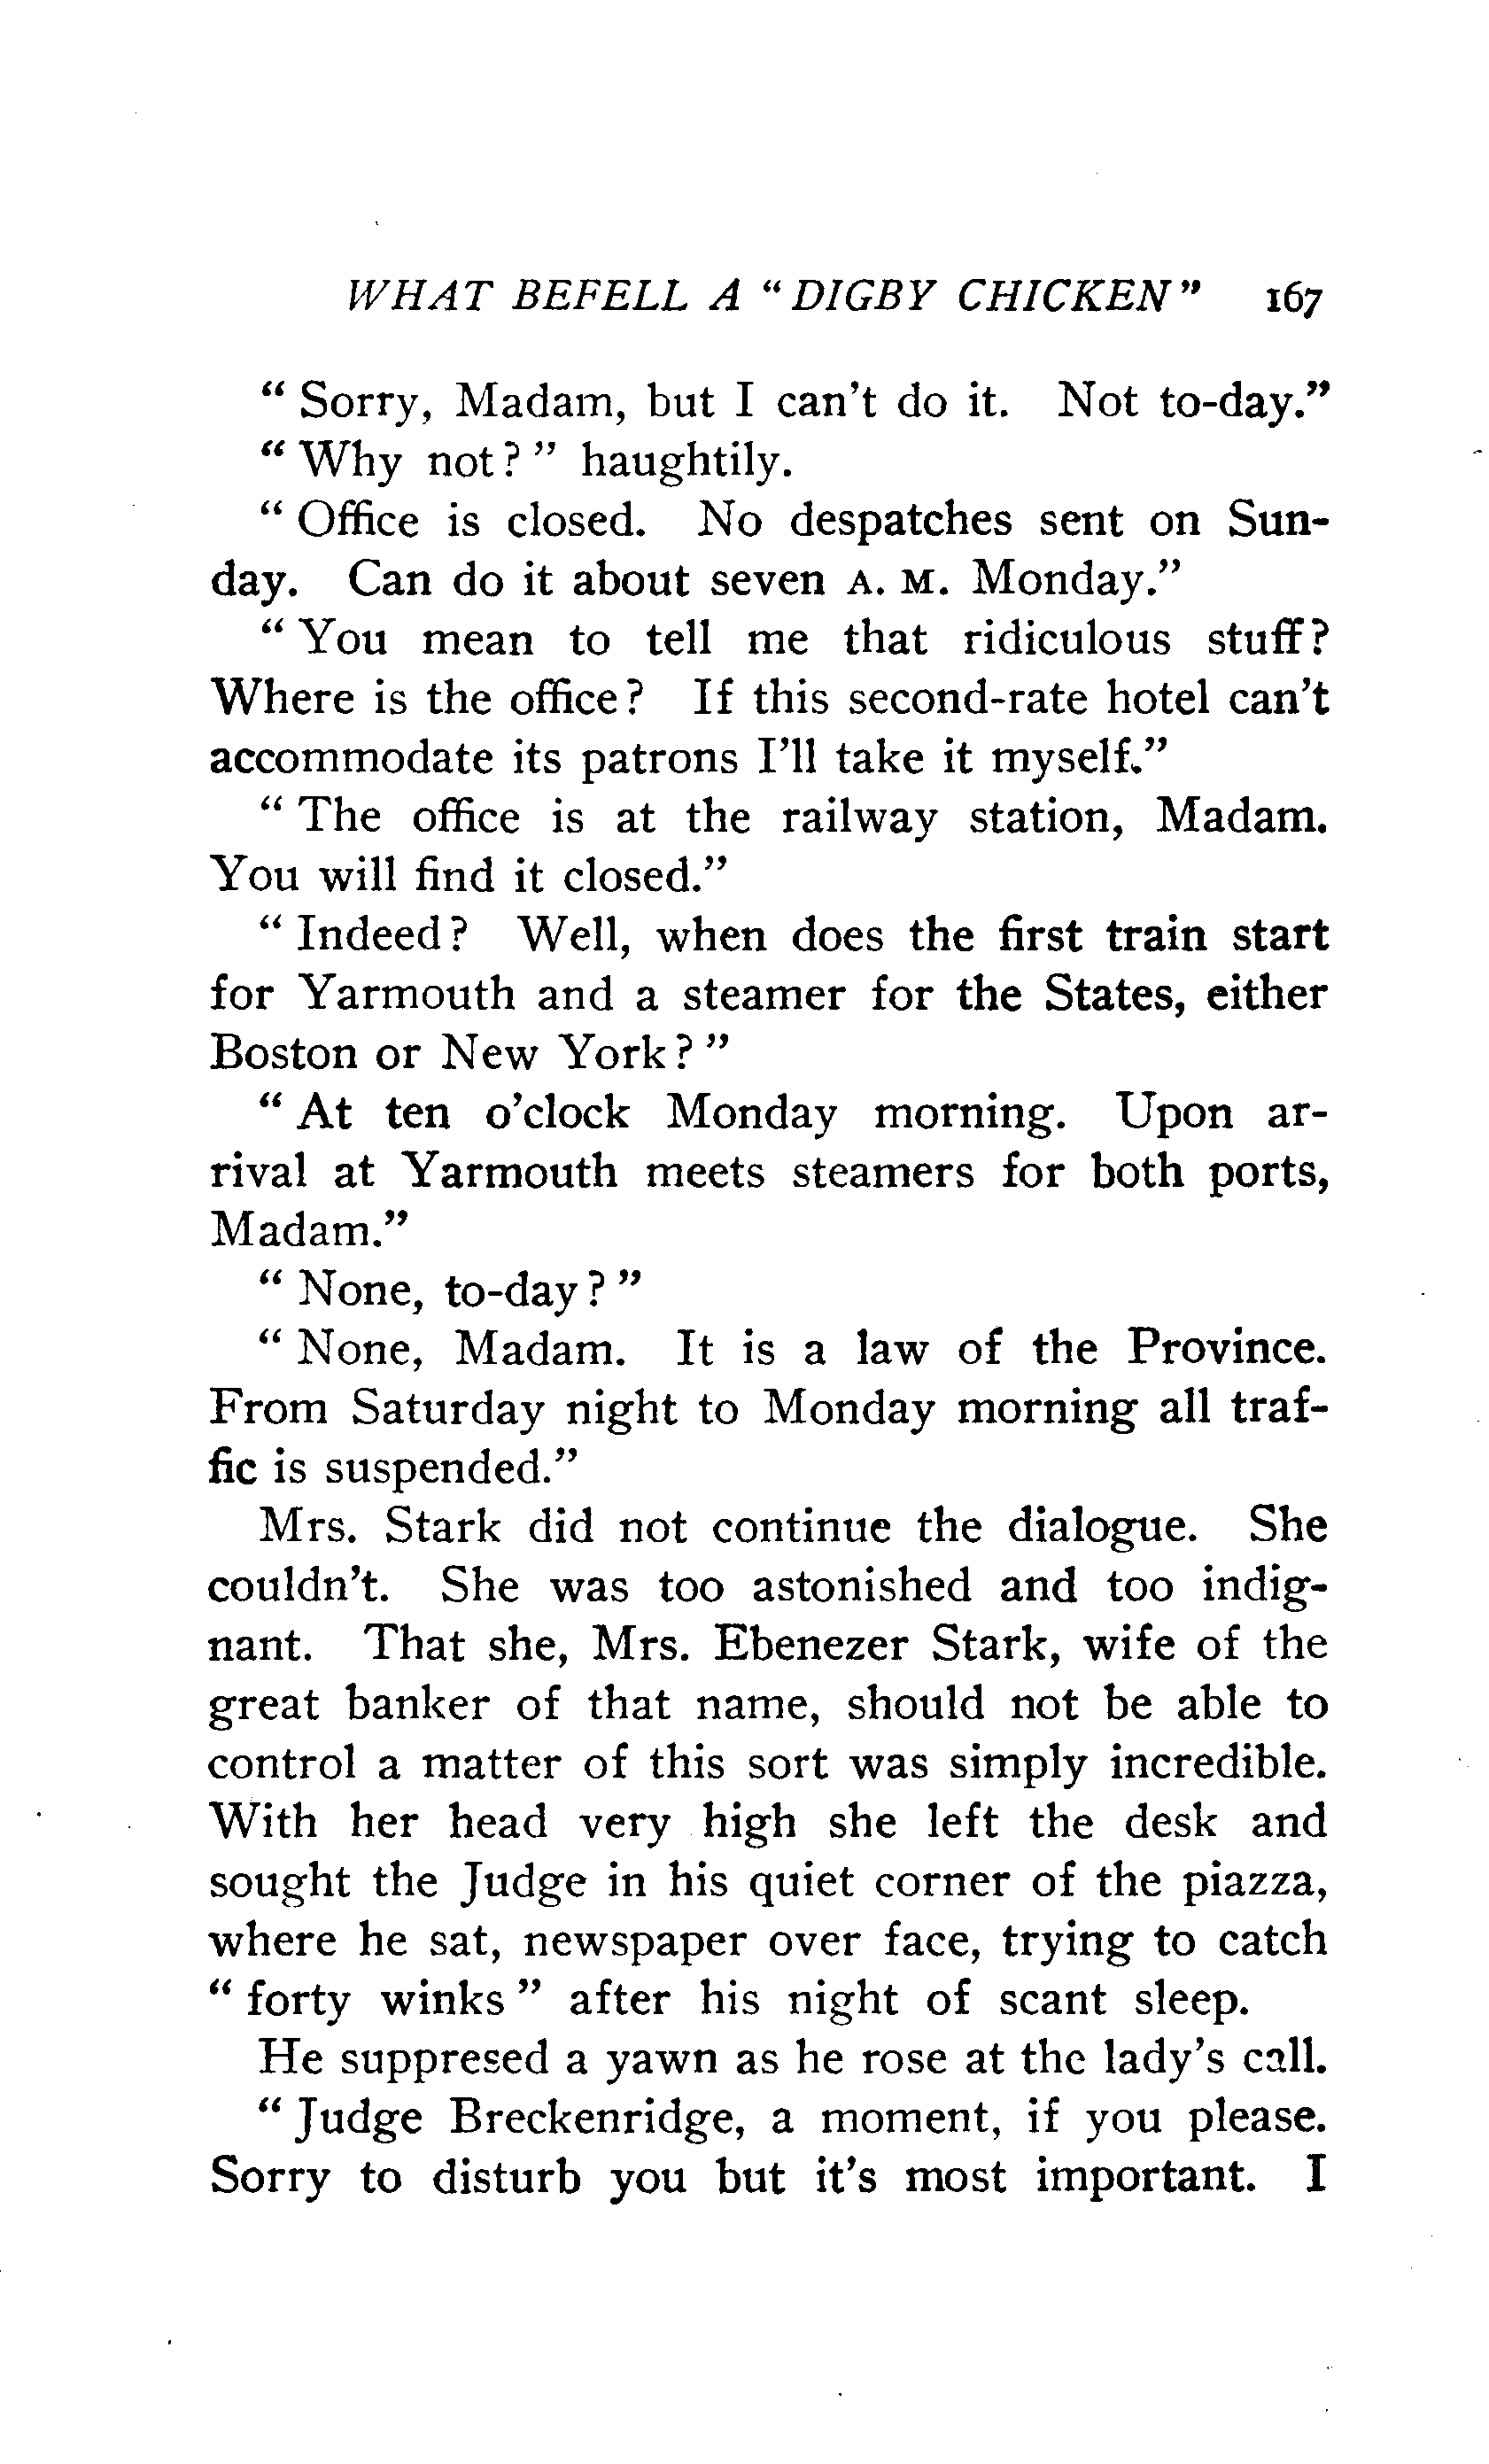 WHAT BEFELL A “DIGBY CHICKEN” 167
“ Sorry, Madam, but I can't do it. Not to-day.”
“ Why not? ” haughtily.
“ Office is closed. No despatches sent on Sun-
day. Can do it about seven A. M. Monday.”
“ You mean to tell me that ridiculous stuff?
Where is the office? If this second-rate hotel can't
accommodate its patrons I'll take it myself.”
“ The office is at the railway station, Madam.
You will find it closed.”
“ Indeed? Well, when does the first train start
for Yarmouth and a steamer for the States, either
Boston or New York? ”
“ At ten o'clock Monday morning. Upon ar-
rival at Yarmouth meets steamers for both ports,
Madam.”
“ None, to-day? ”
“ None, Madam. It is a law of the Province.
From Saturday night to Monday morning all traf-
fic is suspended.”
Mrs. Stark did not continue the dialogue. She
couldn't. She was too astonished and too indig-
nant. That she, Mrs. Ebenezer Stark, wife of the
great banker of that name, should not be able to
control a matter of this sort was simply incredible.
With her head very high she left the desk and
sought the Judge in his quiet corner of the piazza,
where he sat, newspaper over face, trying to catch
“ forty winks ” after his night of scant sleep.
He suppresed a yawn as he rose at the lady's call.
“ Judge Breckenridge, a moment, if you please.
Sorry to disturb you but it's most important. I